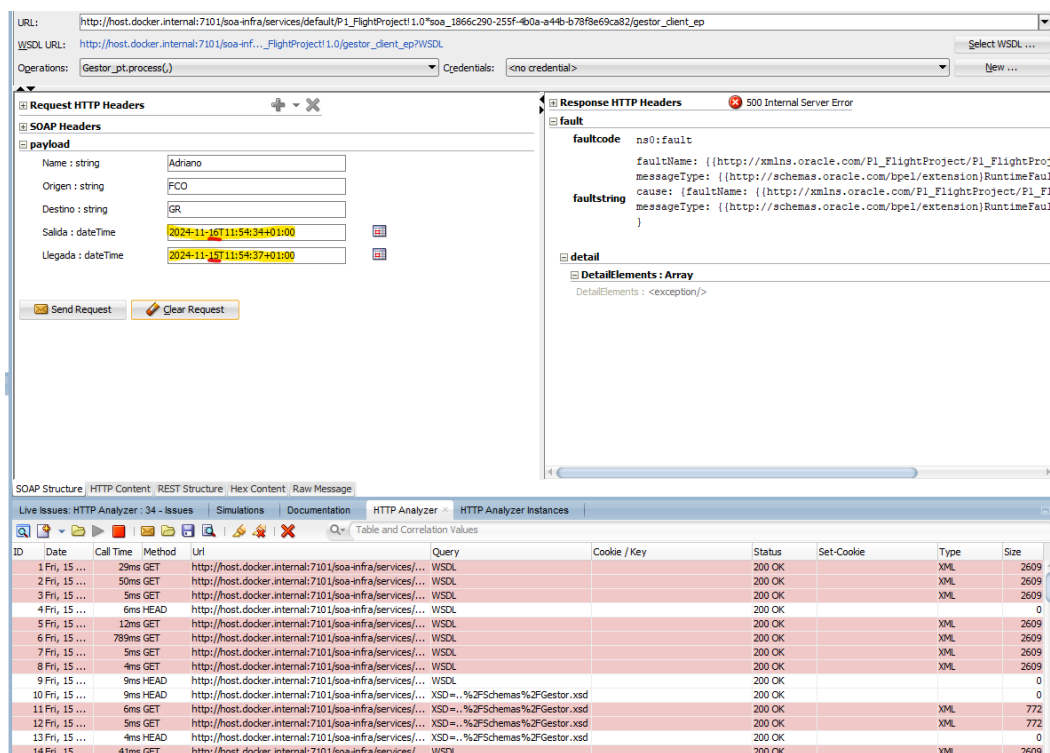 URL: http://host.docker.internal:7101/soa-infra/services/default/P1_FlightProject!1.0*soa_1866c290-255f-4b0a-a44b-b78f8e69ca82/gestor_client_ep
WSDL URL: http://host.docker.internal:7101/soa-inf..._FlightProject!1.0/gestor_client_ep?WSDL Select WSDL ...
Operations: Gestor_pt.process(,) Credentials: <no credential> New ...
Request HTTP Headers
SOAP Headers
payload
Name : string Adriano
Origen : string FCO
Destino : string GR
Salida : dateTime 2024-11-16T11:54:34+01:00
Llegada : dateTime 2024-11-15T11:54:37+01:00
Send Request Clear Request
Response HTTP Headers 500 Internal Server Error
fault
faultcode ns0:fault
faultstring
faultName: {{http://xmlns.oracle.com/P1_FlightProject/P1_FlightProj
messageType: {{http://schemas.oracle.com/bpel/extension}RuntimeFaul
cause: {faultName: {{http://xmlns.oracle.com/P1_FlightProject/P1_Fl
messageType: {{http://schemas.oracle.com/bpel/extension}RuntimeFaul
}
detail
DetailElements : Array
DetailElements : <exception/>
SOAP Structure HTTP Content REST Structure Hex Content Raw Message
Live Issues: HTTP Analyzer : 34 - Issues Simulations Documentation HTTP Analyzer HTTP Analyzer Instances
Table and Correlation Values
ID Date Call Time Method Url Query Cookie / Key Status Set-Cookie Type Size
1 Fri, 15 ... 29ms GET http://host.docker.internal:7101/soa-infra/services/... WSDL 200 OK XML 2609
2 Fri, 15 ... 50ms GET http://host.docker.internal:7101/soa-infra/services/... WSDL 200 OK XML 2609
3 Fri, 15 ... 5ms GET http://host.docker.internal:7101/soa-infra/services/... WSDL 200 OK XML 2609
4 Fri, 15 ... 6ms HEAD http://host.docker.internal:7101/soa-infra/services/... WSDL 200 OK 0
5 Fri, 15 ... 12ms GET http://host.docker.internal:7101/soa-infra/services/... WSDL 200 OK XML 2609
6 Fri, 15 ... 789ms GET http://host.docker.internal:7101/soa-infra/services/... WSDL 200 OK XML 2609
7 Fri, 15 ... 5ms GET http://host.docker.internal:7101/soa-infra/services/... WSDL 200 OK XML 2609
8 Fri, 15 ... 4ms GET http://host.docker.internal:7101/soa-infra/services/... WSDL 200 OK XML 2609
9 Fri, 15 ... 9ms HEAD http://host.docker.internal:7101/soa-infra/services/... WSDL 200 OK 0
10 Fri, 15 ... 9ms HEAD http://host.docker.internal:7101/soa-infra/services/... XSD=..%2FSchemas%2FGestor.xsd 200 OK 0
11 Fri, 15 ... 6ms GET http://host.docker.internal:7101/soa-infra/services/... XSD=..%2FSchemas%2FGestor.xsd 200 OK XML 772
12 Fri, 15 ... 5ms GET http://host.docker.internal:7101/soa-infra/services/... XSD=..%2FSchemas%2FGestor.xsd 200 OK XML 772
13 Fri, 15 ... 4ms HEAD http://host.docker.internal:7101/soa-infra/services/... XSD=..%2FSchemas%2FGestor.xsd 200 OK 0
14 Fri, 15 41ms GET http://host.docker.internal:7101/soa-infra/services/ WSDL 200 OK XML 2609